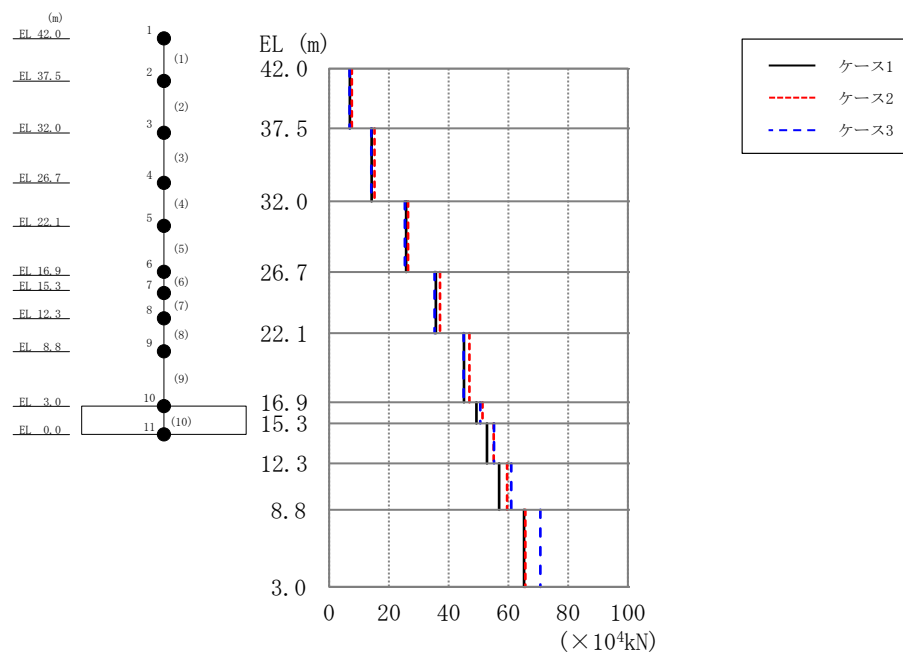 (m)
EL 42.0
EL 37.5
EL 32.0
EL 26.7
EL 22.1
EL 16.9
EL 15.3
EL 12.3
EL 8.8
EL 3.0
EL 0.0
1
(1)
2
(2)
3
(3)
4
(4)
5
(5)
6
(6)
7
(7)
8
(8)
9
(9)
10
(10)
11
EL (m)
42.0
37.5
32.0
26.7
22.1
16.9
15.3
12.3
8.8
3.0
0 20 40 60 80 100
(×10⁴kN)
ケース1
ケース2
ケース3